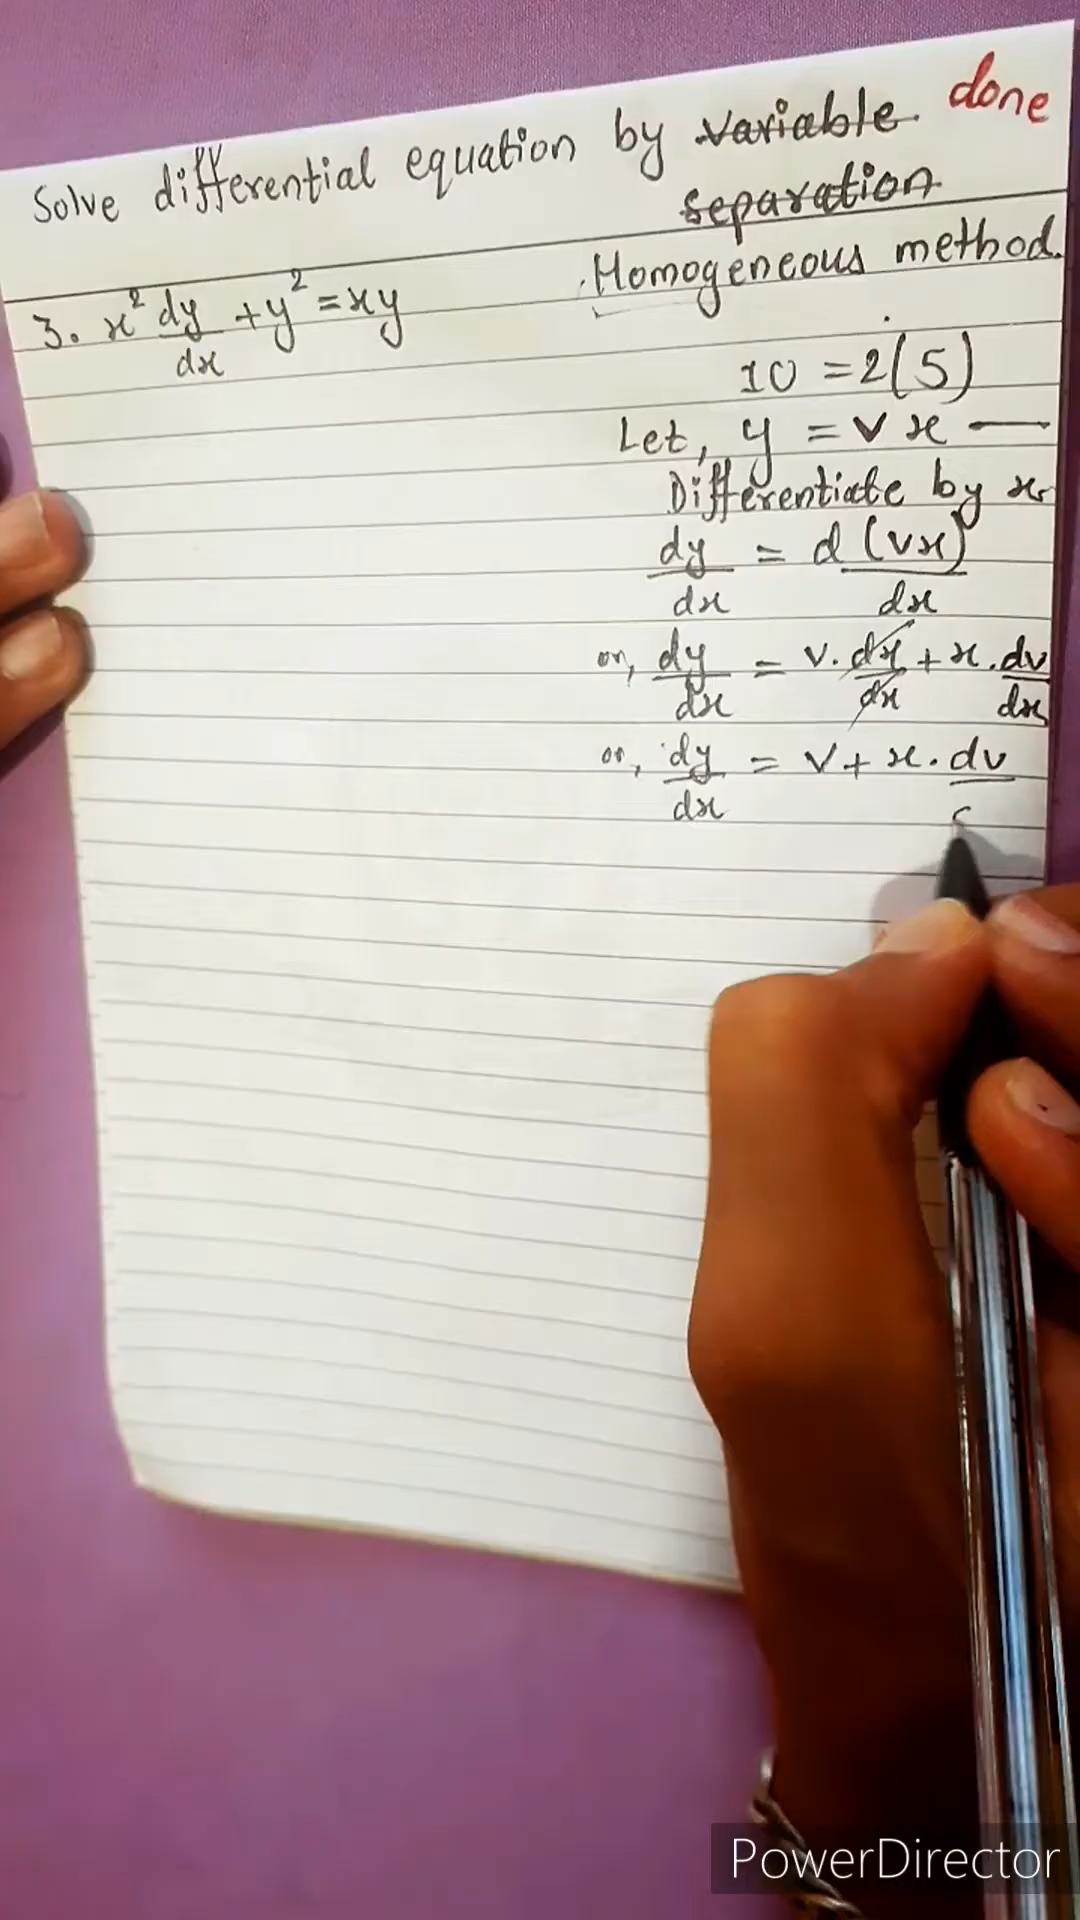 Solve differential equation by variable done
separation
Homogeneous method.
3. x² dy/dx + y² = xy
10 = 2(5)
Let, y = vx —
Differentiate by x.
dy/dx = d(vx)/dx
or, dy/dx = v. dx/dx + x. dv/dx
or, dy/dx = v + x. dv
PowerDirector